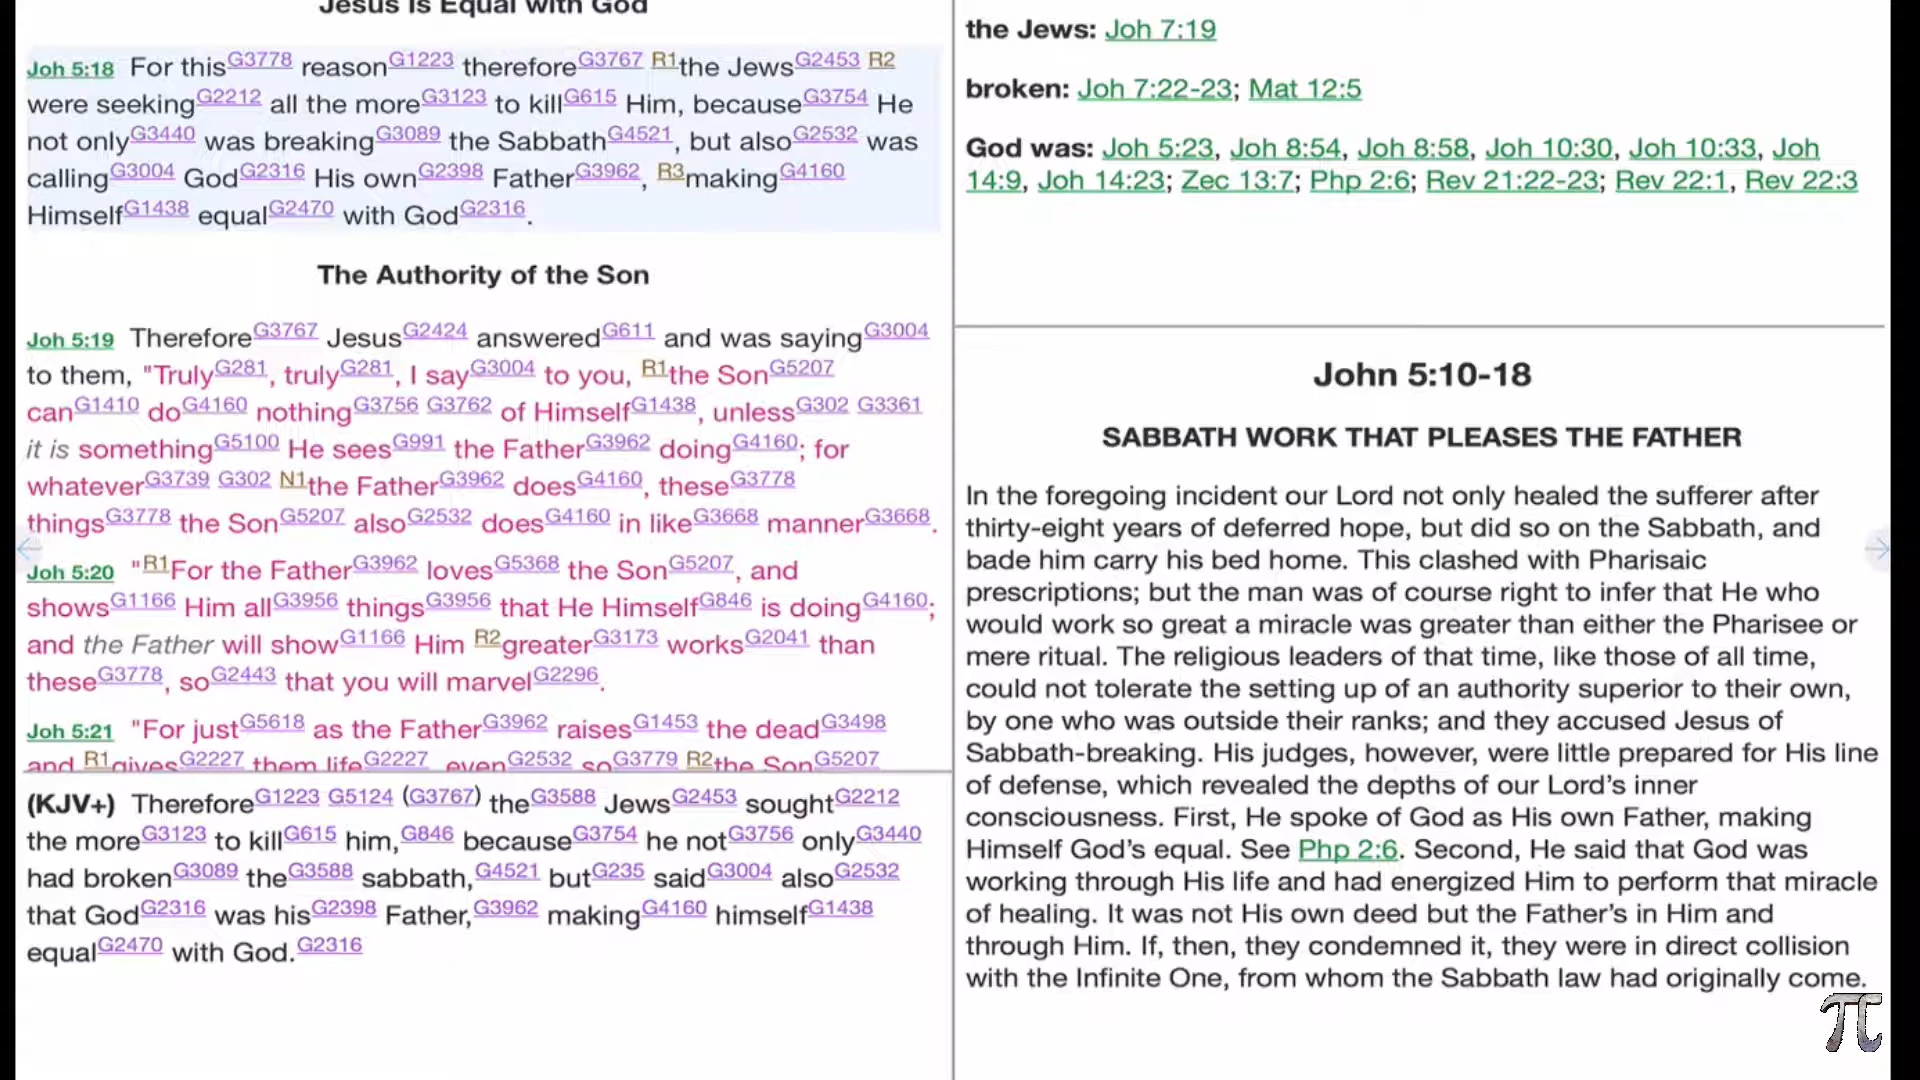 Jesus Is Equal with God
Joh 5:18 For thisG3778 reasonG1223 thereforeG3767 R1the JewsG2453 R2
were seekingG2212 all the moreG3123 to killG615 Him, becauseG3754 He
not onlyG3440 was breakingG3089 the SabbathG4521, but alsoG2532 was
callingG3004 GodG2316 His ownG2398 FatherG3962, R3makingG4160
HimselfG1438 equalG2470 with GodG2316.
The Authority of the Son
Joh 5:19 ThereforeG3767 JesusG2424 answeredG611 and was sayingG3004
to them, "TrulyG281, trulyG281, I sayG3004 to you, R1the SonG5207
canG1410 doG4160 nothingG3756 G3762 of HimselfG1438, unlessG302 G3361
it is somethingG5100 He seesG991 the FatherG3962 doingG4160; for
whateverG3739 G302 N1the FatherG3962 doesG4160, theseG3778
thingsG3778 the SonG5207 alsoG2532 doesG4160 in likeG3668 mannerG3668.
Joh 5:20 "R1For the FatherG3962 lovesG5368 the SonG5207, and
showsG1166 Him allG3956 thingsG3956 that He HimselfG846 is doingG4160;
and the Father will showG1166 Him R2greaterG3173 worksG2041 than
theseG3778, soG2443 that you will marvelG2296.
Joh 5:21 "For justG5618 as the FatherG3962 raisesG1453 the deadG3498
and R1givesG2227 them lifeG2227, evenG2532 soG3779 R2the SonG5207
(KJV+) ThereforeG1223 G5124 (G3767) theG3588 JewsG2453 soughtG2212
the moreG3123 to killG615 him,G846 becauseG3754 he notG3756 onlyG3440
had brokenG3089 theG3588 sabbath,G4521 butG235 saidG3004 alsoG2532
that GodG2316 was hisG2398 Father,G3962 makingG4160 himselfG1438
equalG2470 with God.G2316
the Jews: Joh 7:19
broken: Joh 7:22-23; Mat 12:5
God was: Joh 5:23, Joh 8:54, Joh 8:58, Joh 10:30, Joh 10:33, Joh
14:9, Joh 14:23; Zec 13:7; Php 2:6; Rev 21:22-23; Rev 22:1, Rev 22:3
John 5:10-18
SABBATH WORK THAT PLEASES THE FATHER
In the foregoing incident our Lord not only healed the sufferer after
thirty-eight years of deferred hope, but did so on the Sabbath, and
bade him carry his bed home. This clashed with Pharisaic
prescriptions; but the man was of course right to infer that He who
would work so great a miracle was greater than either the Pharisee or
mere ritual. The religious leaders of that time, like those of all time,
could not tolerate the setting up of an authority superior to their own,
by one who was outside their ranks; and they accused Jesus of
Sabbath-breaking. His judges, however, were little prepared for His line
of defense, which revealed the depths of our Lord’s inner
consciousness. First, He spoke of God as His own Father, making
Himself God’s equal. See Php 2:6. Second, He said that God was
working through His life and had energized Him to perform that miracle
of healing. It was not His own deed but the Father’s in Him and
through Him. If, then, they condemned it, they were in direct collision
with the Infinite One, from whom the Sabbath law had originally come.
π